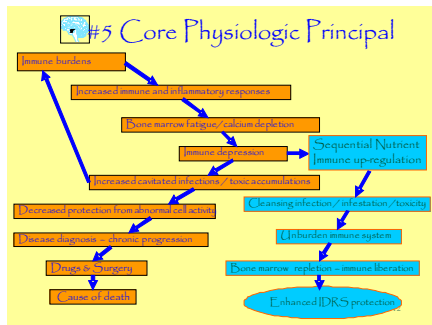 #5 Core Physiologic Principal
Immune burdens
Increased immune and inflammatory responses
Bone marrow fatigue/calcium depletion
Immune depression
Sequential Nutrient
Immune up-regulation
Increased cavitated infections / toxic accumulations
Cleansing infection / infestation /toxicity
Decreased protection from abnormal cell activity
Disease diagnosis – chronic progression
Unburden immune system
Drugs & Surgery
Bone marrow repletion – immune liberation
Cause of death
Enhanced IDRS protection